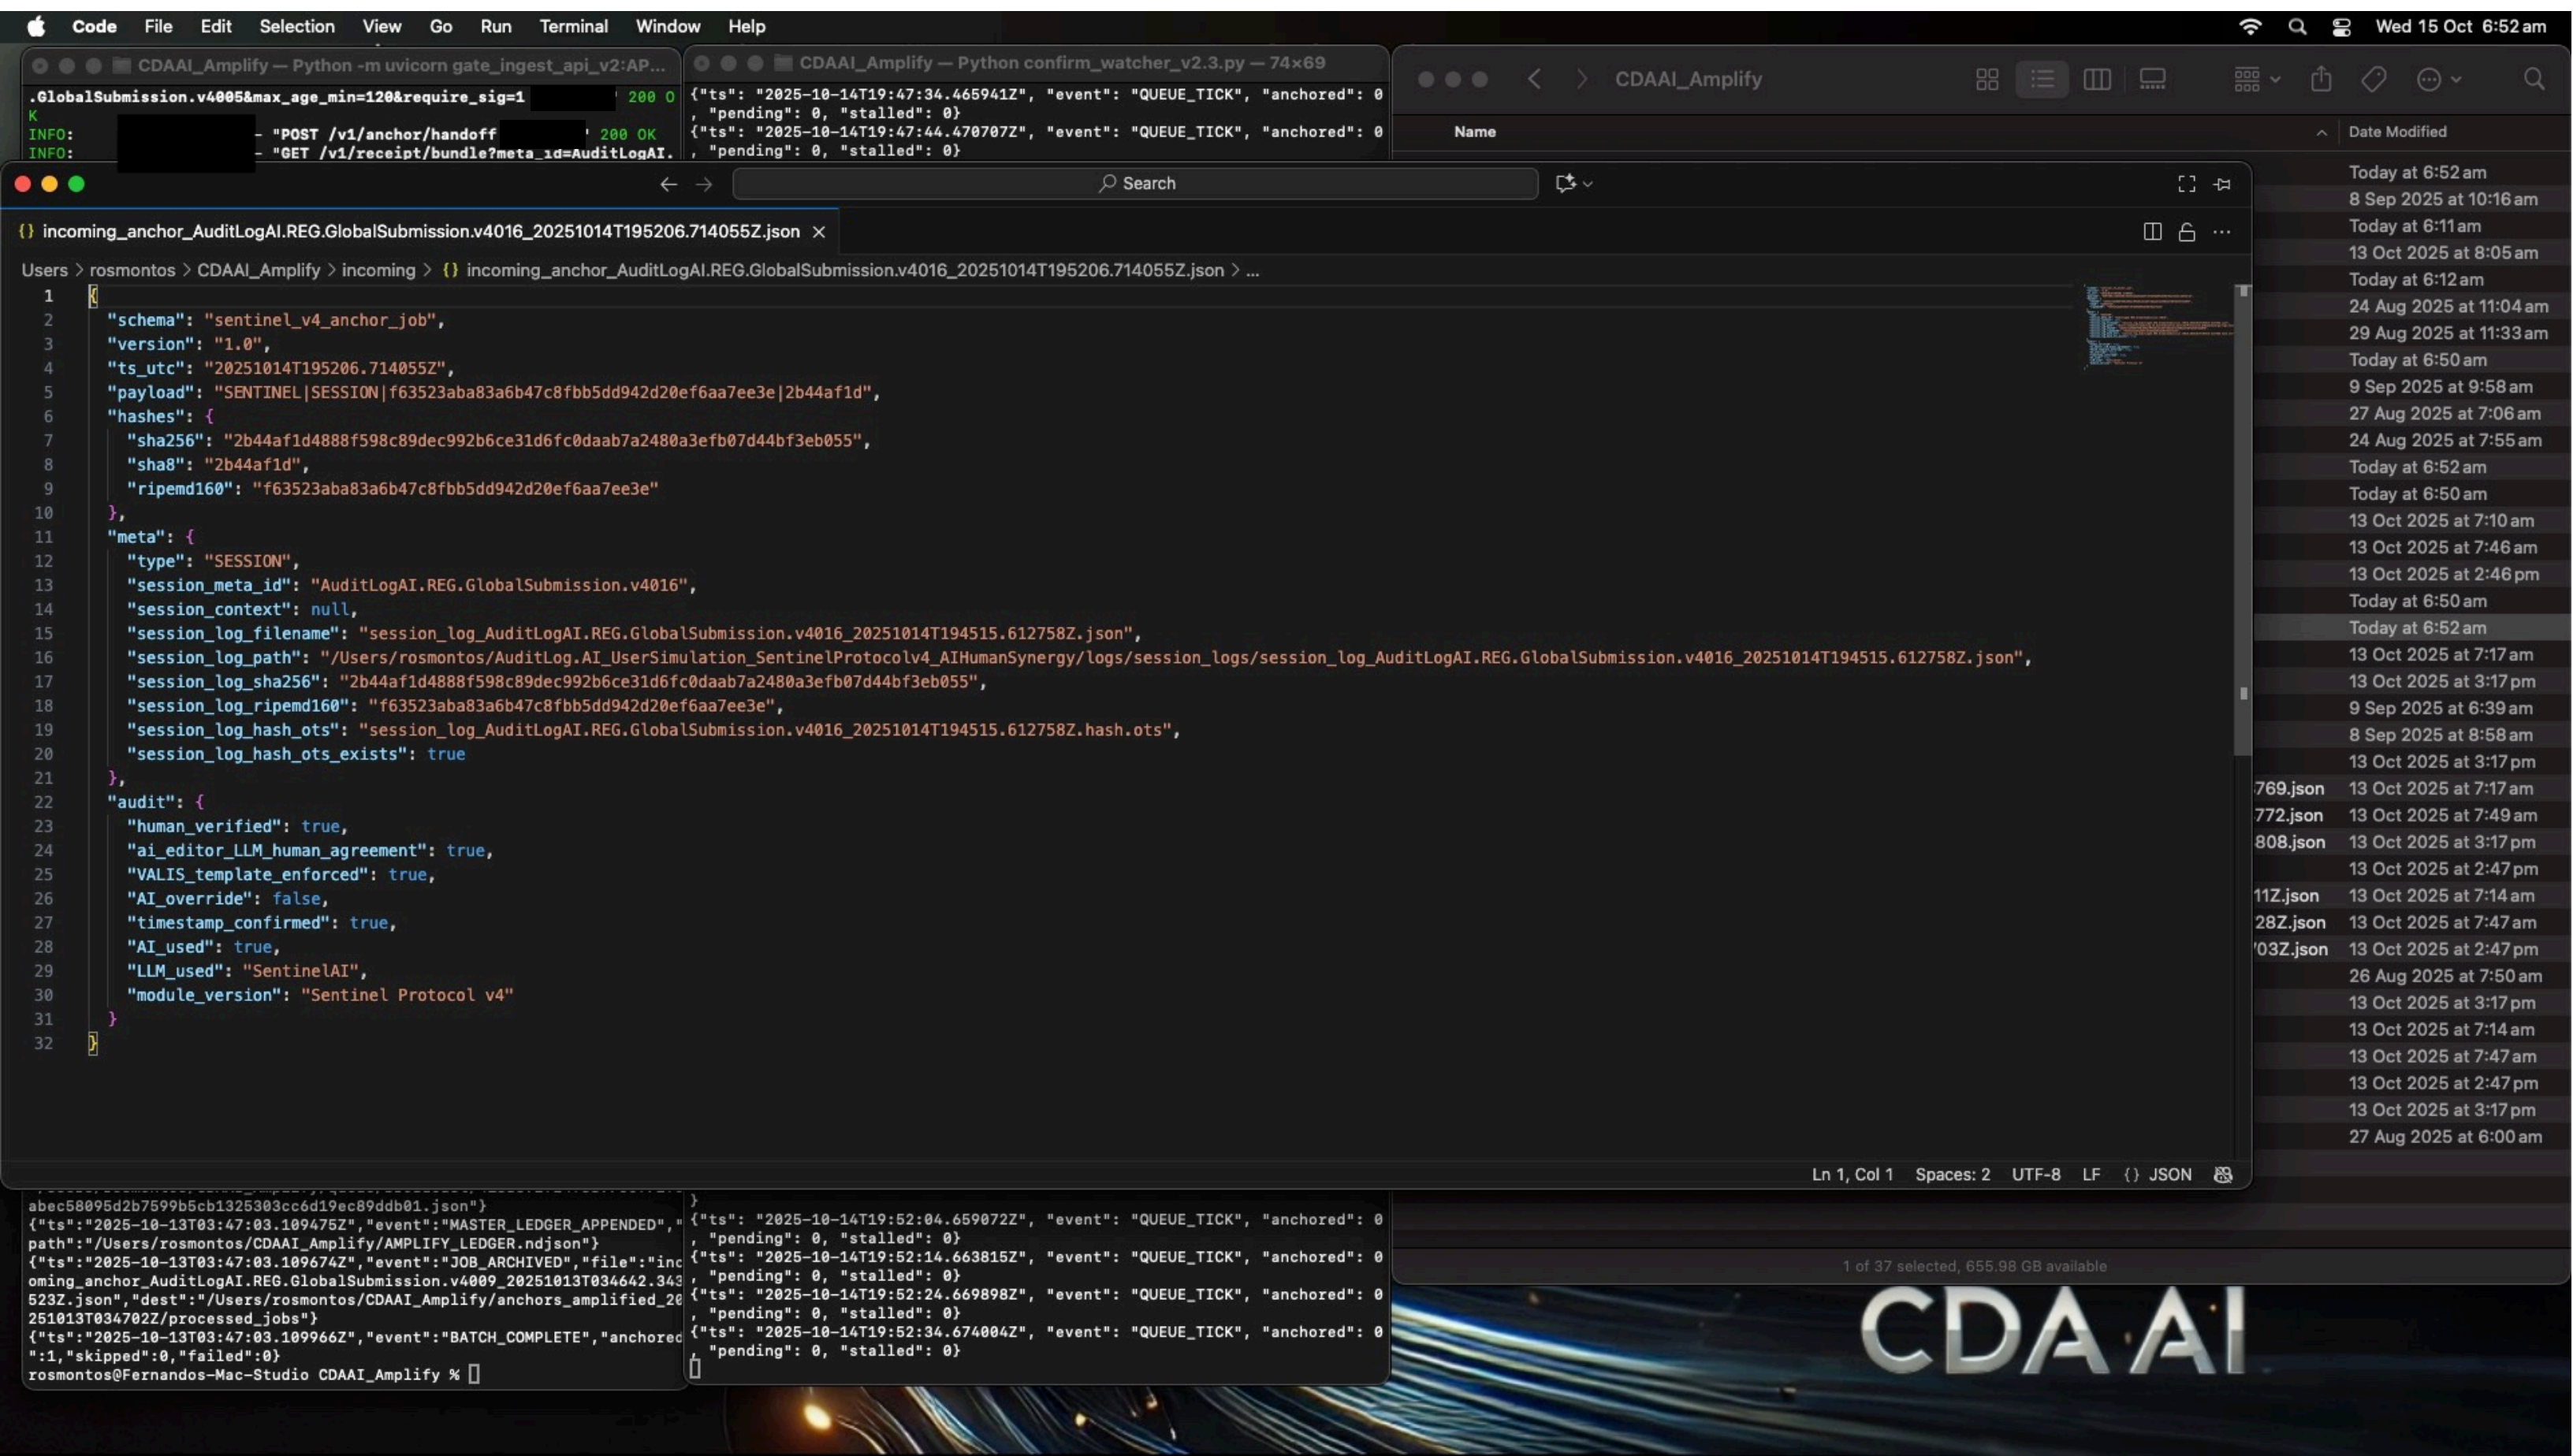 Code File Edit Selection View Go Run Terminal Window Help
Wed 15 Oct 6:52 am
CDAAI_Amplify — Python -m uvicorn gate_ingest_api_v2:AP...
.GlobalSubmission.v4005&max_age_min=120&require_sig=1 ' 200 O
K
INFO: - "POST /v1/anchor/handoff ' 200 OK
INFO: - "GET /v1/receipt/bundle?meta_id=AuditLogAI.
CDAAI_Amplify — Python confirm_watcher_v2.3.py — 74×69
{"ts": "2025-10-14T19:47:34.465941Z", "event": "QUEUE_TICK", "anchored": 0
, "pending": 0, "stalled": 0}
{"ts": "2025-10-14T19:47:44.470707Z", "event": "QUEUE_TICK", "anchored": 0
, "pending": 0, "stalled": 0}
CDAAI_Amplify
Name Date Modified
Search
incoming_anchor_AuditLogAI.REG.GlobalSubmission.v4016_20251014T195206.714055Z.json
Users > rosmontos > CDAAI_Amplify > incoming > {} incoming_anchor_AuditLogAI.REG.GlobalSubmission.v4016_20251014T195206.714055Z.json > ...
1 {
2 "schema": "sentinel_v4_anchor_job",
3 "version": "1.0",
4 "ts_utc": "20251014T195206.714055Z",
5 "payload": "SENTINEL|SESSION|f63523aba83a6b47c8fbb5dd942d20ef6aa7ee3e|2b44af1d",
6 "hashes": {
7 "sha256": "2b44af1d4888f598c89dec992b6ce31d6fc0daab7a2480a3efb07d44bf3eb055",
8 "sha8": "2b44af1d",
9 "ripemd160": "f63523aba83a6b47c8fbb5dd942d20ef6aa7ee3e"
10 },
11 "meta": {
12 "type": "SESSION",
13 "session_meta_id": "AuditLogAI.REG.GlobalSubmission.v4016",
14 "session_context": null,
15 "session_log_filename": "session_log_AuditLogAI.REG.GlobalSubmission.v4016_20251014T194515.612758Z.json",
16 "session_log_path": "/Users/rosmontos/AuditLog.AI_UserSimulation_SentinelProtocolv4_AIHumanSynergy/logs/session_logs/session_log_AuditLogAI.REG.GlobalSubmission.v4016_20251014T194515.612758Z.json",
17 "session_log_sha256": "2b44af1d4888f598c89dec992b6ce31d6fc0daab7a2480a3efb07d44bf3eb055",
18 "session_log_ripemd160": "f63523aba83a6b47c8fbb5dd942d20ef6aa7ee3e",
19 "session_log_hash_ots": "session_log_AuditLogAI.REG.GlobalSubmission.v4016_20251014T194515.612758Z.hash.ots",
20 "session_log_hash_ots_exists": true
21 },
22 "audit": {
23 "human_verified": true,
24 "ai_editor_LLM_human_agreement": true,
25 "VALIS_template_enforced": true,
26 "AI_override": false,
27 "timestamp_confirmed": true,
28 "AI_used": true,
29 "LLM_used": "SentinelAI",
30 "module_version": "Sentinel Protocol v4"
31 }
32 }
Ln 1, Col 1 Spaces: 2 UTF-8 LF {} JSON
Today at 6:52 am
8 Sep 2025 at 10:16 am
Today at 6:11 am
13 Oct 2025 at 8:05 am
Today at 6:12 am
24 Aug 2025 at 11:04 am
29 Aug 2025 at 11:33 am
Today at 6:50 am
9 Sep 2025 at 9:58 am
27 Aug 2025 at 7:06 am
24 Aug 2025 at 7:55 am
Today at 6:52 am
Today at 6:50 am
13 Oct 2025 at 7:10 am
13 Oct 2025 at 7:46 am
13 Oct 2025 at 2:46 pm
Today at 6:50 am
Today at 6:52 am
13 Oct 2025 at 7:17 am
13 Oct 2025 at 3:17 pm
9 Sep 2025 at 6:39 am
8 Sep 2025 at 8:58 am
13 Oct 2025 at 3:17 pm
769.json 13 Oct 2025 at 7:17 am
772.json 13 Oct 2025 at 7:49 am
808.json 13 Oct 2025 at 3:17 pm
13 Oct 2025 at 2:47 pm
11Z.json 13 Oct 2025 at 7:14 am
28Z.json 13 Oct 2025 at 7:47 am
03Z.json 13 Oct 2025 at 2:47 pm
26 Aug 2025 at 7:50 am
13 Oct 2025 at 3:17 pm
13 Oct 2025 at 7:14 am
13 Oct 2025 at 7:47 am
13 Oct 2025 at 2:47 pm
13 Oct 2025 at 3:17 pm
27 Aug 2025 at 6:00 am
1 of 37 selected, 655.98 GB available
abec58095d2b7599b5cb1325303cc6d19ec89ddb01.json"}
{"ts":"2025-10-13T03:47:03.109475Z","event":"MASTER_LEDGER_APPENDED","
path":"/Users/rosmontos/CDAAI_Amplify/AMPLIFY_LEDGER.ndjson"}
{"ts":"2025-10-13T03:47:03.109674Z","event":"JOB_ARCHIVED","file":"inc
oming_anchor_AuditLogAI.REG.GlobalSubmission.v4009_20251013T034642.343
523Z.json","dest":"/Users/rosmontos/CDAAI_Amplify/anchors_amplified_20
251013T034702Z/processed_jobs"}
{"ts":"2025-10-13T03:47:03.109966Z","event":"BATCH_COMPLETE","anchored
":1,"skipped":0,"failed":0}
rosmontos@Fernandos-Mac-Studio CDAAI_Amplify %
}
{"ts": "2025-10-14T19:52:04.659072Z", "event": "QUEUE_TICK", "anchored": 0
, "pending": 0, "stalled": 0}
{"ts": "2025-10-14T19:52:14.663815Z", "event": "QUEUE_TICK", "anchored": 0
, "pending": 0, "stalled": 0}
{"ts": "2025-10-14T19:52:24.669898Z", "event": "QUEUE_TICK", "anchored": 0
, "pending": 0, "stalled": 0}
{"ts": "2025-10-14T19:52:34.674004Z", "event": "QUEUE_TICK", "anchored": 0
, "pending": 0, "stalled": 0}
CDA AI